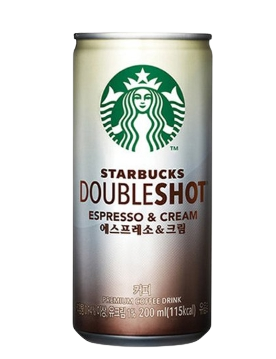 TM
STARBUCKS
DOUBLESHOT
ESPRESSO & CREAM
에스프레소&크림
커피
PREMIUM COFFEE DRINK
200 ml(115kcal)